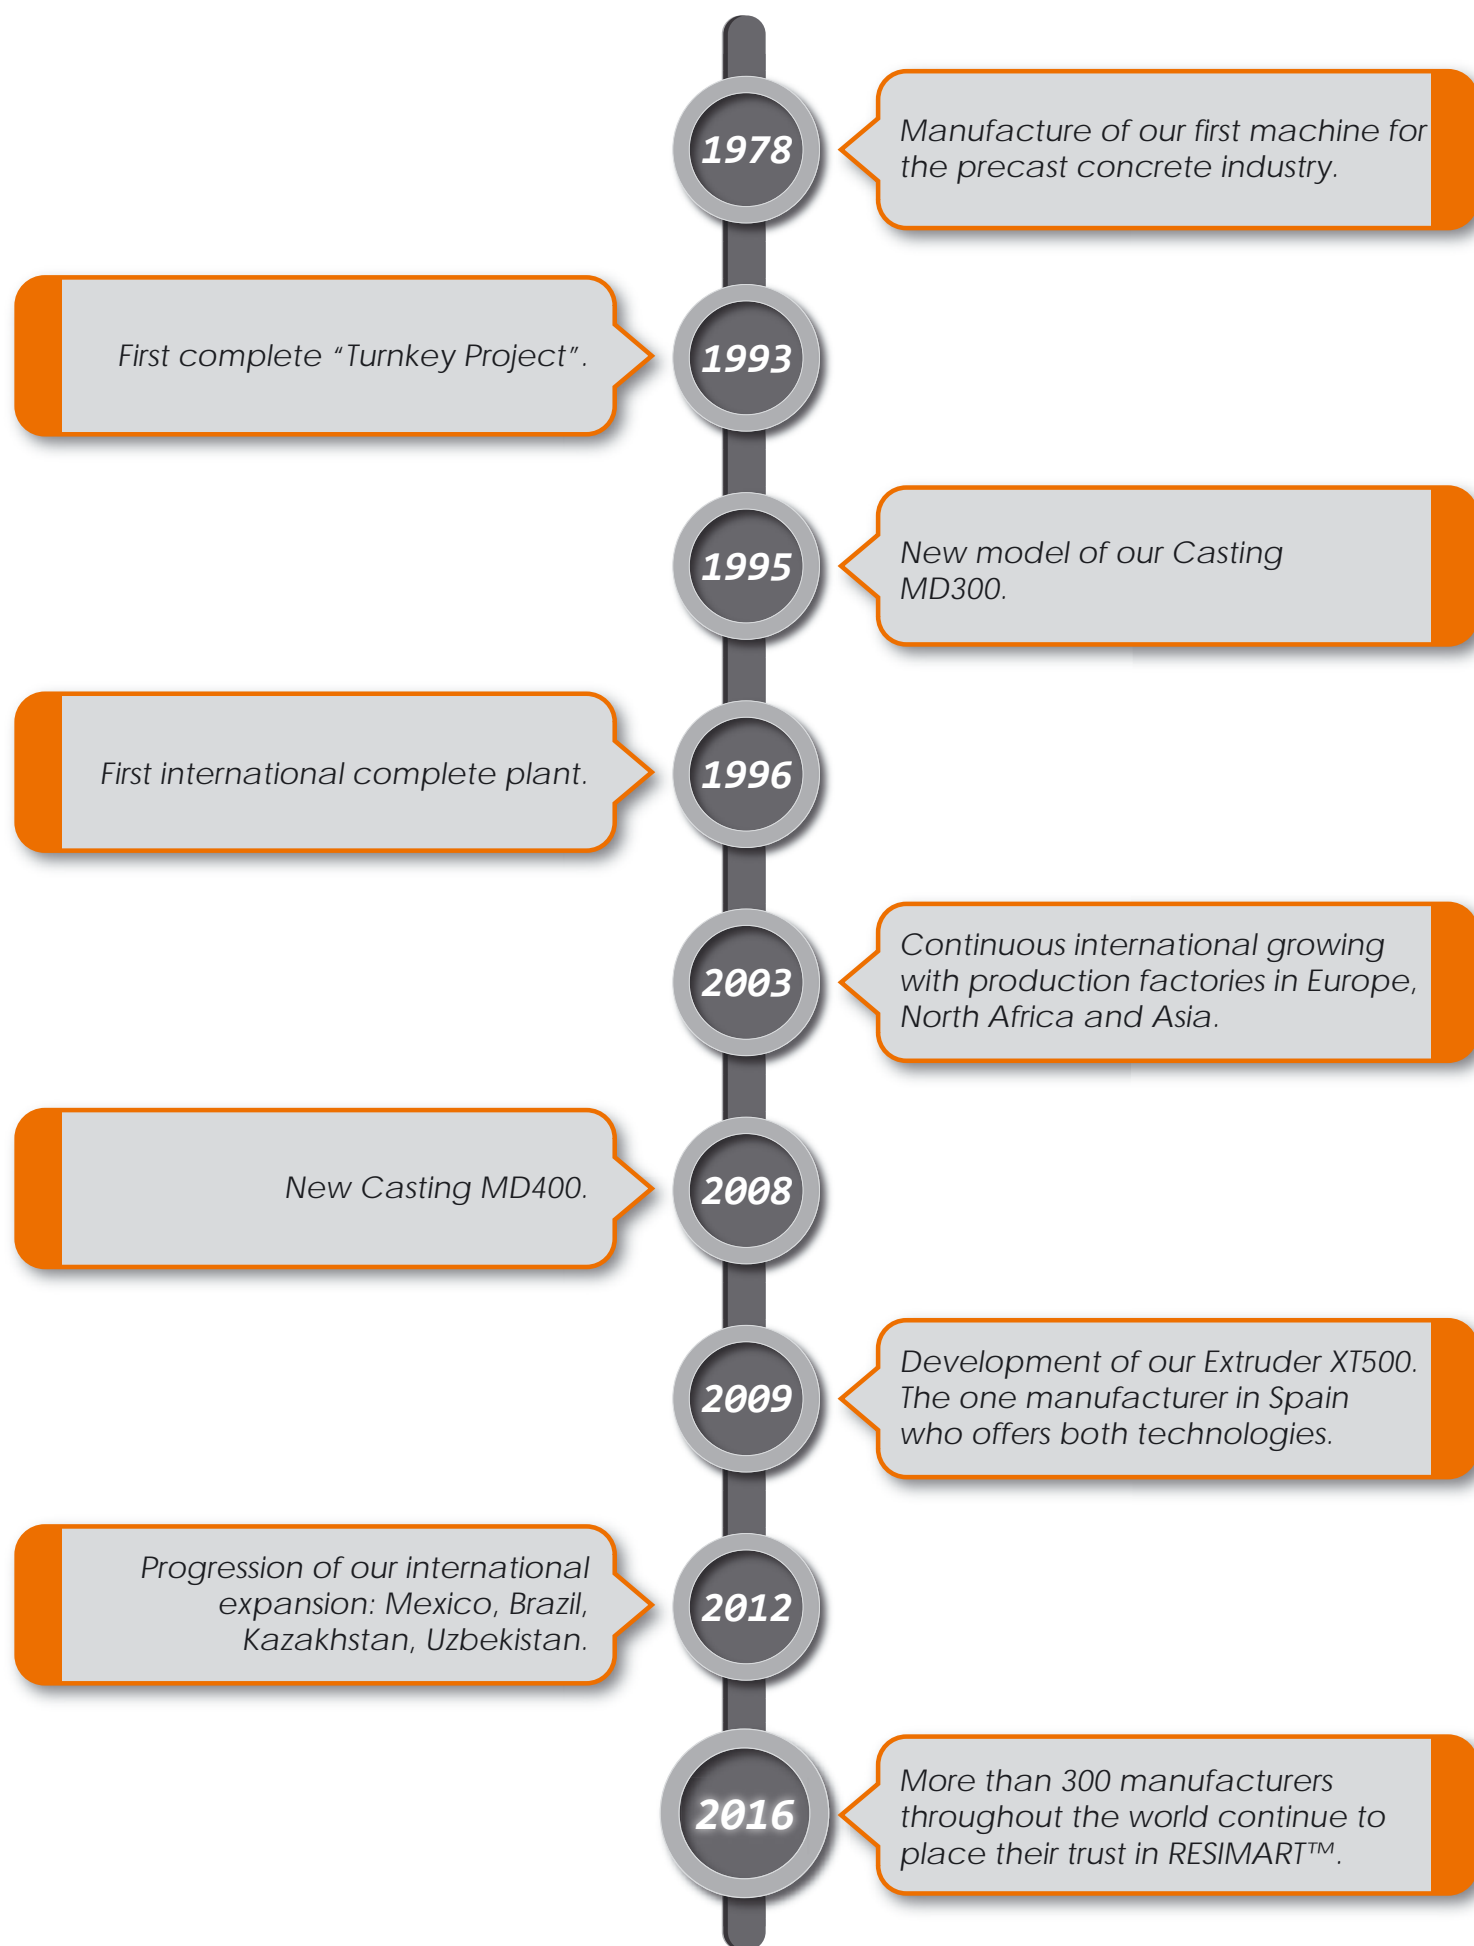 1978
Manufacture of our first machine for
the precast concrete industry.
First complete “Turnkey Project”.
1993
1995
New model of our Casting
MD300.
First international complete plant.
1996
2003
Continuous international growing
with production factories in Europe,
North Africa and Asia.
New Casting MD400.
2008
2009
Development of our Extruder XT500.
The one manufacturer in Spain
who offers both technologies.
Progression of our international
expansion: Mexico, Brazil,
Kazakhstan, Uzbekistan.
2012
2016
More than 300 manufacturers
throughout the world continue to
place their trust in RESIMART™.